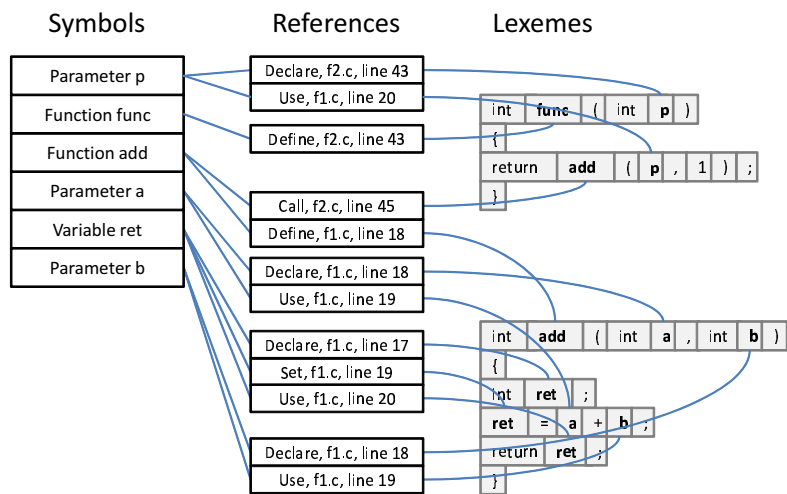 Symbols
References
Lexemes
Parameter p
Function func
Function add
Parameter a
Variable ret
Parameter b
Declare, f2.c, line 43
Use, f1.c, line 20
Define, f2.c, line 43
Call, f2.c, line 45
Define, f1.c, line 18
Declare, f1.c, line 18
Use, f1.c, line 19
Declare, f1.c, line 17
Set, f1.c, line 19
Use, f1.c, line 20
Declare, f1.c, line 18
Use, f1.c, line 19
int func ( int p )
{
return add ( p , 1 ) ;
}
int add ( int a , int b )
{
int ret ;
ret = a + b ;
return ret ;
}